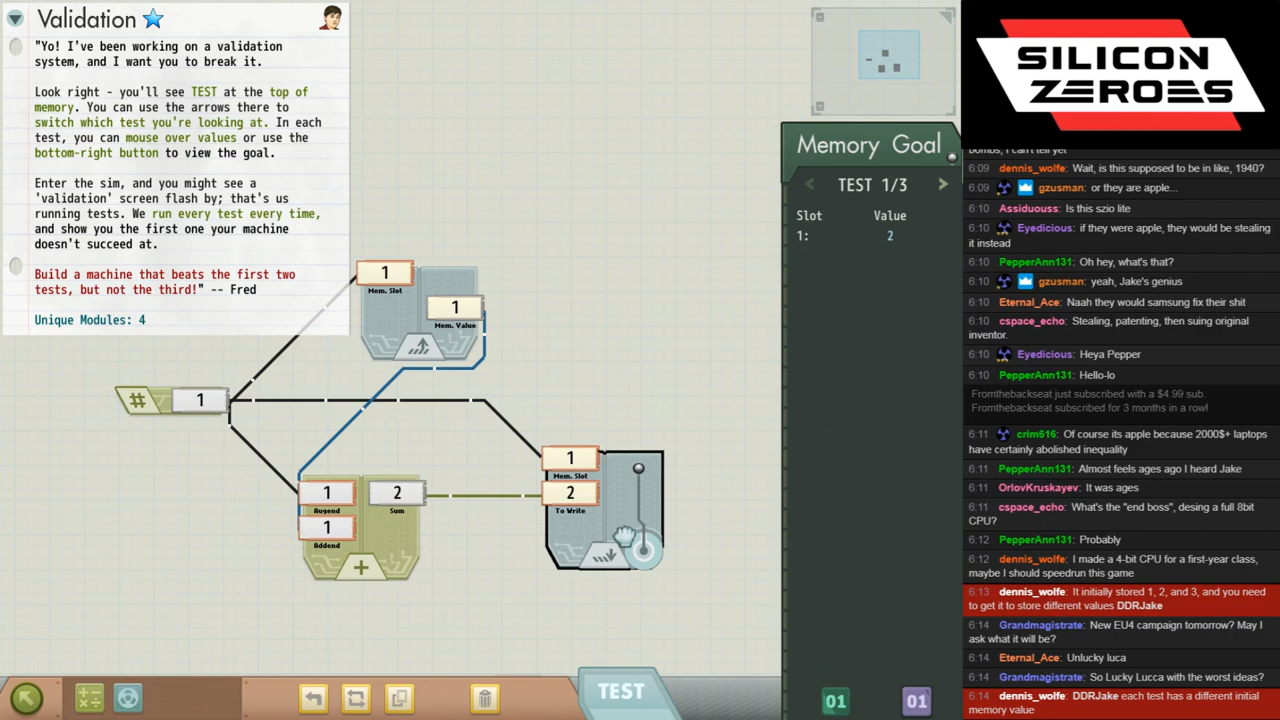 Validation
"Yo! I've been working on a validation
system, and I want you to break it.
Look right - you'll see TEST at the top of
memory. You can use the arrows there to
switch which test you're looking at. In each
test, you can mouse over values or use the
bottom-right button to view the goal.
Enter the sim, and you might see a
'validation' screen flash by; that's us
running tests. We run every test every time,
and show you the first one your machine
doesn't succeed at.
Build a machine that beats the first two
tests, but not the third!" -- Fred
Unique Modules: 4
1
Mem. Slot
1
Mem. Value
# 1
1
Augend
2
Sum
1
Addend
+
1
Mem. Slot
2
To Write
TEST
Memory Goal
< TEST 1/3 >
Slot Value
1: 2
01 01
SILICON
ZEROES
bombs, I can't tell yet
6:09 dennis_wolfe: Wait, is this supposed to be in like, 1940?
6:09 gzusman: or they are apple...
6:10 Assiduouss: Is this szio lite
6:10 Eyedicious: if they were apple, they would be stealing
it instead
6:10 PepperAnn131: Oh hey, what's that?
6:10 gzusman: yeah, Jake's genius
6:10 Eternal_Ace: Naah they would samsung fix their shit
6:10 cspace_echo: Stealing, patenting, then suing original
inventor.
6:10 Eyedicious: Heya Pepper
6:10 PepperAnn131: Hello-lo
Fromthebackseat just subscribed with a $4.99 sub.
Fromthebackseat subscribed for 3 months in a row!
6:11 crim616: Of course its apple because 2000$+ laptops
have certainly abolished inequality
6:11 PepperAnn131: Almost feels ages ago I heard Jake
6:11 OrlovKruskayev: It was ages
6:11 cspace_echo: What's the "end boss", desing a full 8bit
CPU?
6:12 PepperAnn131: Probably
6:12 dennis_wolfe: I made a 4-bit CPU for a first-year class,
maybe I should speedrun this game
6:13 dennis_wolfe: It initially stored 1, 2, and 3, and you need
to get it to store different values DDRJake
6:14 Grandmagistrate: New EU4 campaign tomorrow? May I
ask what it will be?
6:14 Eternal_Ace: Unlucky luca
6:14 Grandmagistrate: So Lucky Lucca with the worst ideas?
6:14 dennis_wolfe: DDRJake each test has a different initial
memory value